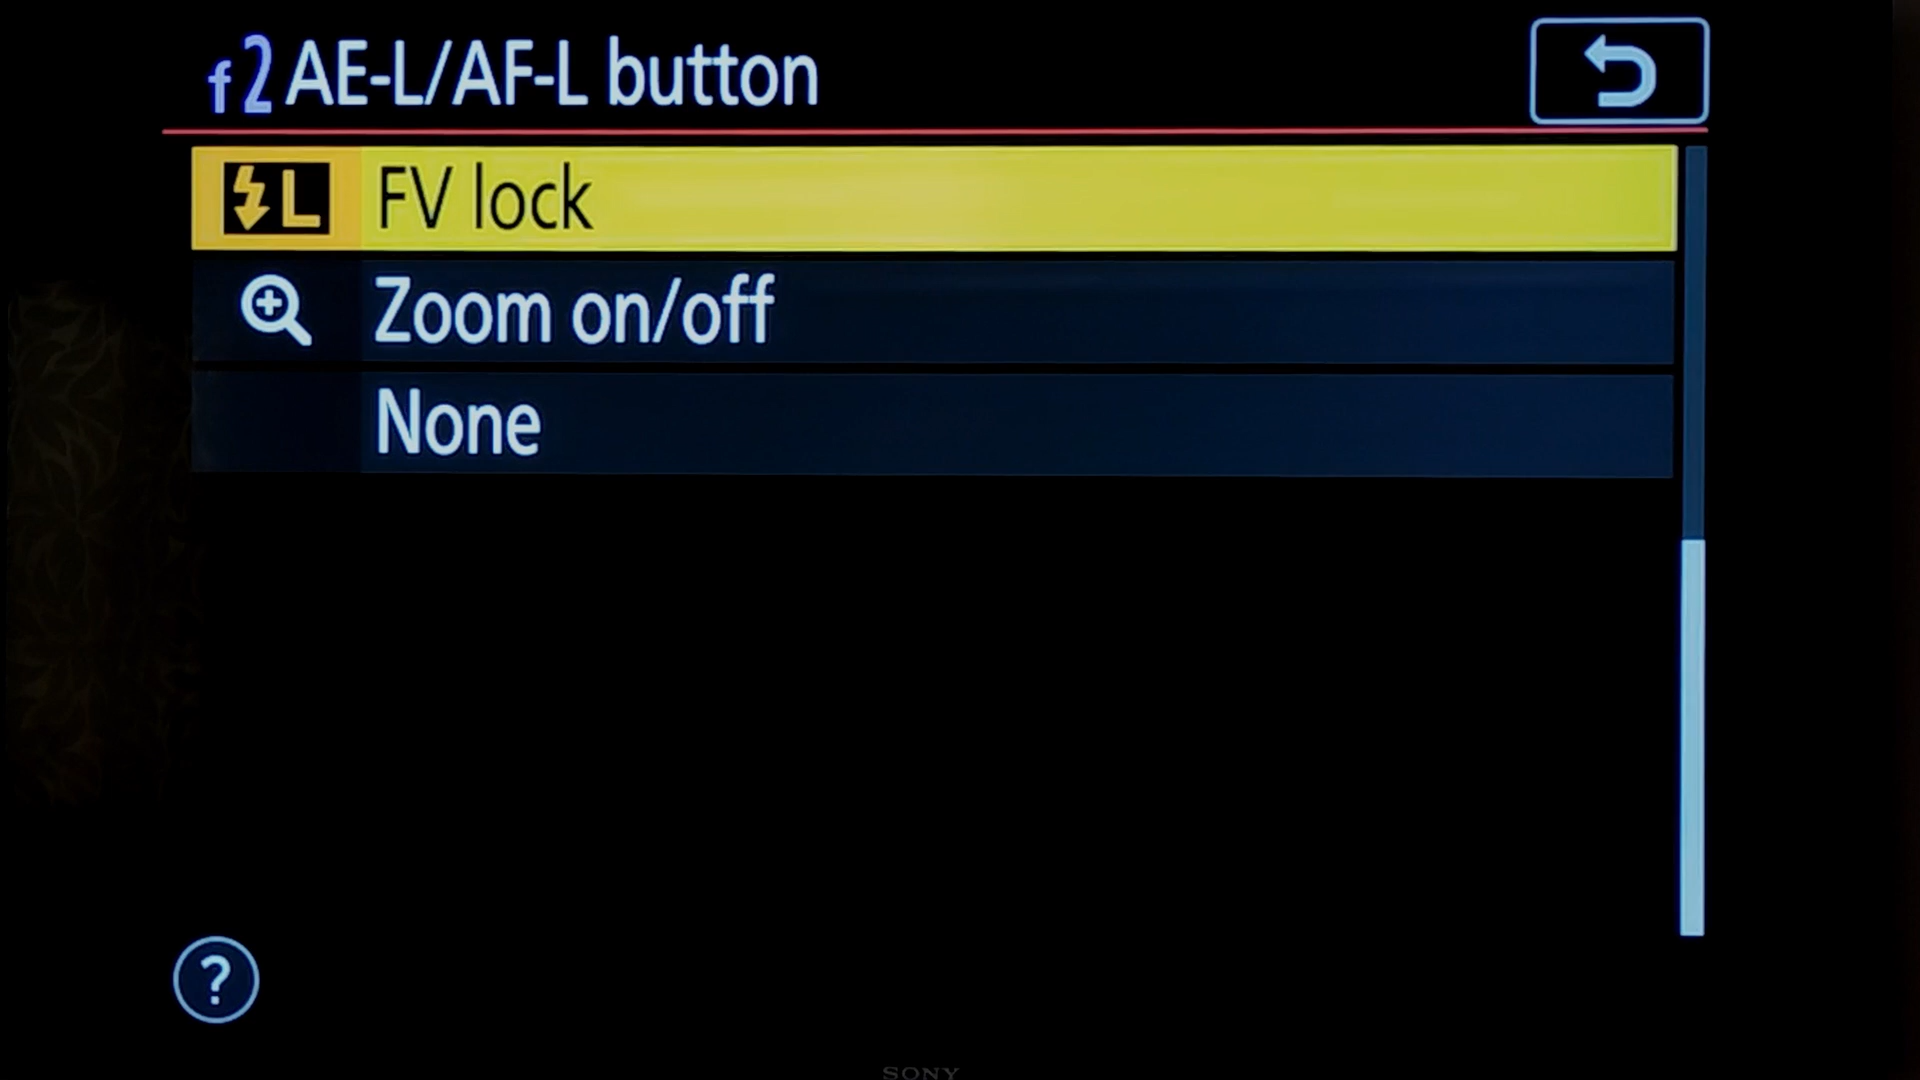 f2 AE-L/AF-L button
L FV lock
Zoom on/off
None
?
SONY